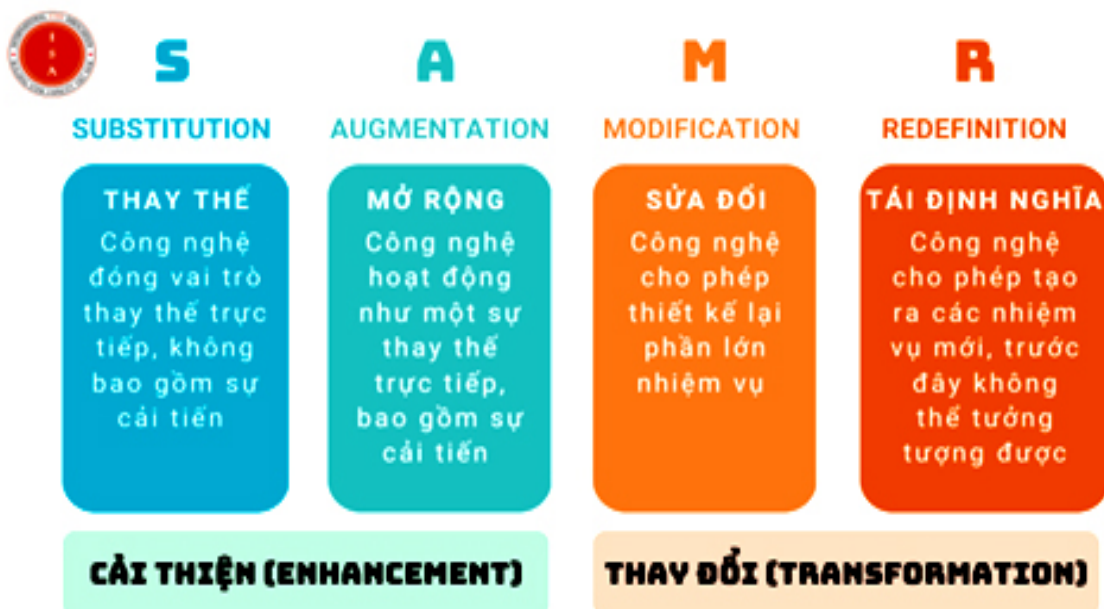 I
S
A
S
A
M
R
SUBSTITUTION
AUGMENTATION
MODIFICATION
REDEFINITION
THAY THẾ
Công nghệ
đóng vai trò
thay thế trực
tiếp, không
bao gồm sự
cải tiến
MỞ RỘNG
Công nghệ
hoạt động
như một sự
thay thế
trực tiếp,
bao gồm sự
cải tiến
SỬA ĐỔI
Công nghệ
cho phép
thiết kế lại
phần lớn
nhiệm vụ
TÁI ĐỊNH NGHĨA
Công nghệ
cho phép tạo
ra các nhiệm
vụ mới, trước
đây không
thể tưởng
tượng được
CẢI THIỆN (ENHANCEMENT)
THAY ĐỔI (TRANSFORMATION)